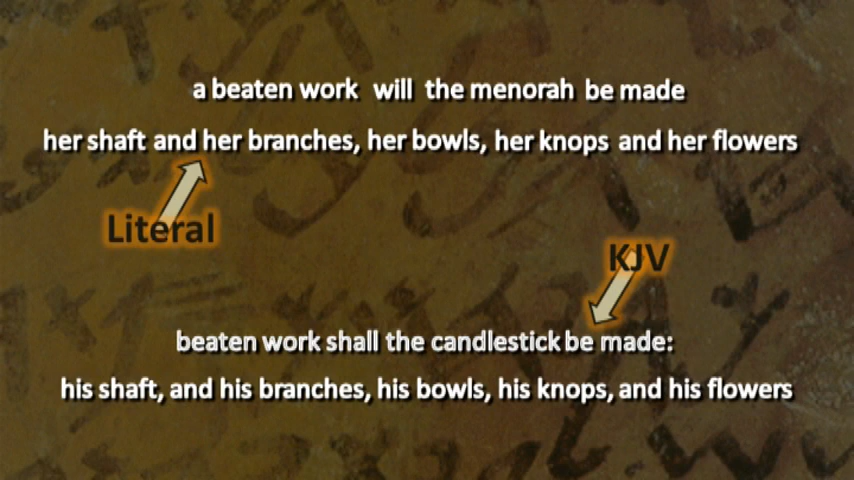 a beaten work will the menorah be made
her shaft and her branches, her bowls, her knops and her flowers
Literal
KJV
beaten work shall the candlestick be made:
his shaft, and his branches, his bowls, his knops, and his flowers